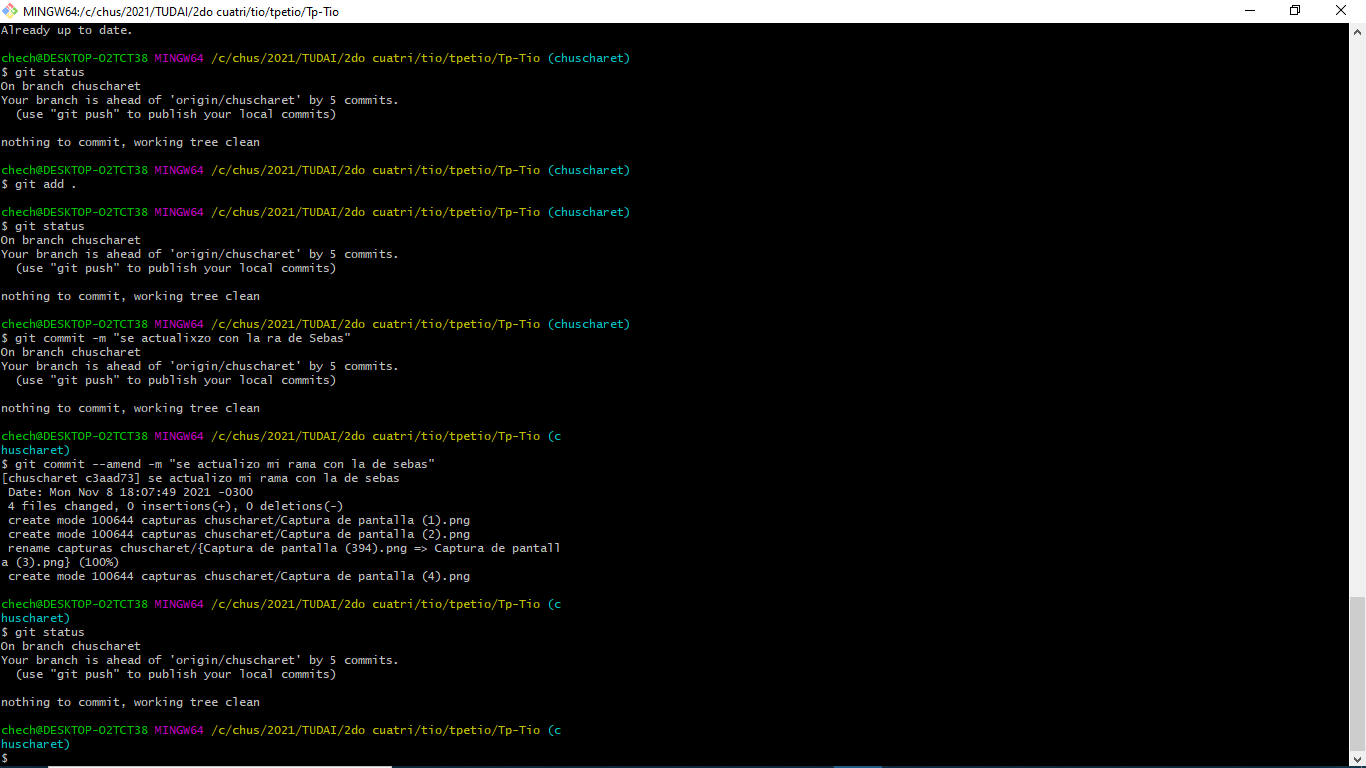 MINGW64:/c/chus/2021/TUDAI/2do cuatri/tio/tpetio/Tp-Tio
Already up to date.
chech@DESKTOP-O2TCT38 MINGW64 /c/chus/2021/TUDAI/2do cuatri/tio/tpetio/Tp-Tio (chuscharet)
$ git status
On branch chuscharet
Your branch is ahead of 'origin/chuscharet' by 5 commits.
  (use "git push" to publish your local commits)
nothing to commit, working tree clean
chech@DESKTOP-O2TCT38 MINGW64 /c/chus/2021/TUDAI/2do cuatri/tio/tpetio/Tp-Tio (chuscharet)
$ git add .
chech@DESKTOP-O2TCT38 MINGW64 /c/chus/2021/TUDAI/2do cuatri/tio/tpetio/Tp-Tio (chuscharet)
$ git status
On branch chuscharet
Your branch is ahead of 'origin/chuscharet' by 5 commits.
  (use "git push" to publish your local commits)
nothing to commit, working tree clean
chech@DESKTOP-O2TCT38 MINGW64 /c/chus/2021/TUDAI/2do cuatri/tio/tpetio/Tp-Tio (chuscharet)
$ git commit -m "se actualixzo con la ra de Sebas"
On branch chuscharet
Your branch is ahead of 'origin/chuscharet' by 5 commits.
  (use "git push" to publish your local commits)
nothing to commit, working tree clean
chech@DESKTOP-O2TCT38 MINGW64 /c/chus/2021/TUDAI/2do cuatri/tio/tpetio/Tp-Tio (c
huscharet)
$ git commit --amend -m "se actualizo mi rama con la de sebas"
[chuscharet c3aad73] se actualizo mi rama con la de sebas
 Date: Mon Nov 8 18:07:49 2021 -0300
 4 files changed, 0 insertions(+), 0 deletions(-)
 create mode 100644 capturas chuscharet/Captura de pantalla (1).png
 create mode 100644 capturas chuscharet/Captura de pantalla (2).png
 rename capturas chuscharet/{Captura de pantalla (394).png => Captura de pantall
a (3).png} (100%)
 create mode 100644 capturas chuscharet/Captura de pantalla (4).png
chech@DESKTOP-O2TCT38 MINGW64 /c/chus/2021/TUDAI/2do cuatri/tio/tpetio/Tp-Tio (c
huscharet)
$ git status
On branch chuscharet
Your branch is ahead of 'origin/chuscharet' by 5 commits.
  (use "git push" to publish your local commits)
nothing to commit, working tree clean
chech@DESKTOP-O2TCT38 MINGW64 /c/chus/2021/TUDAI/2do cuatri/tio/tpetio/Tp-Tio (c
huscharet)
$